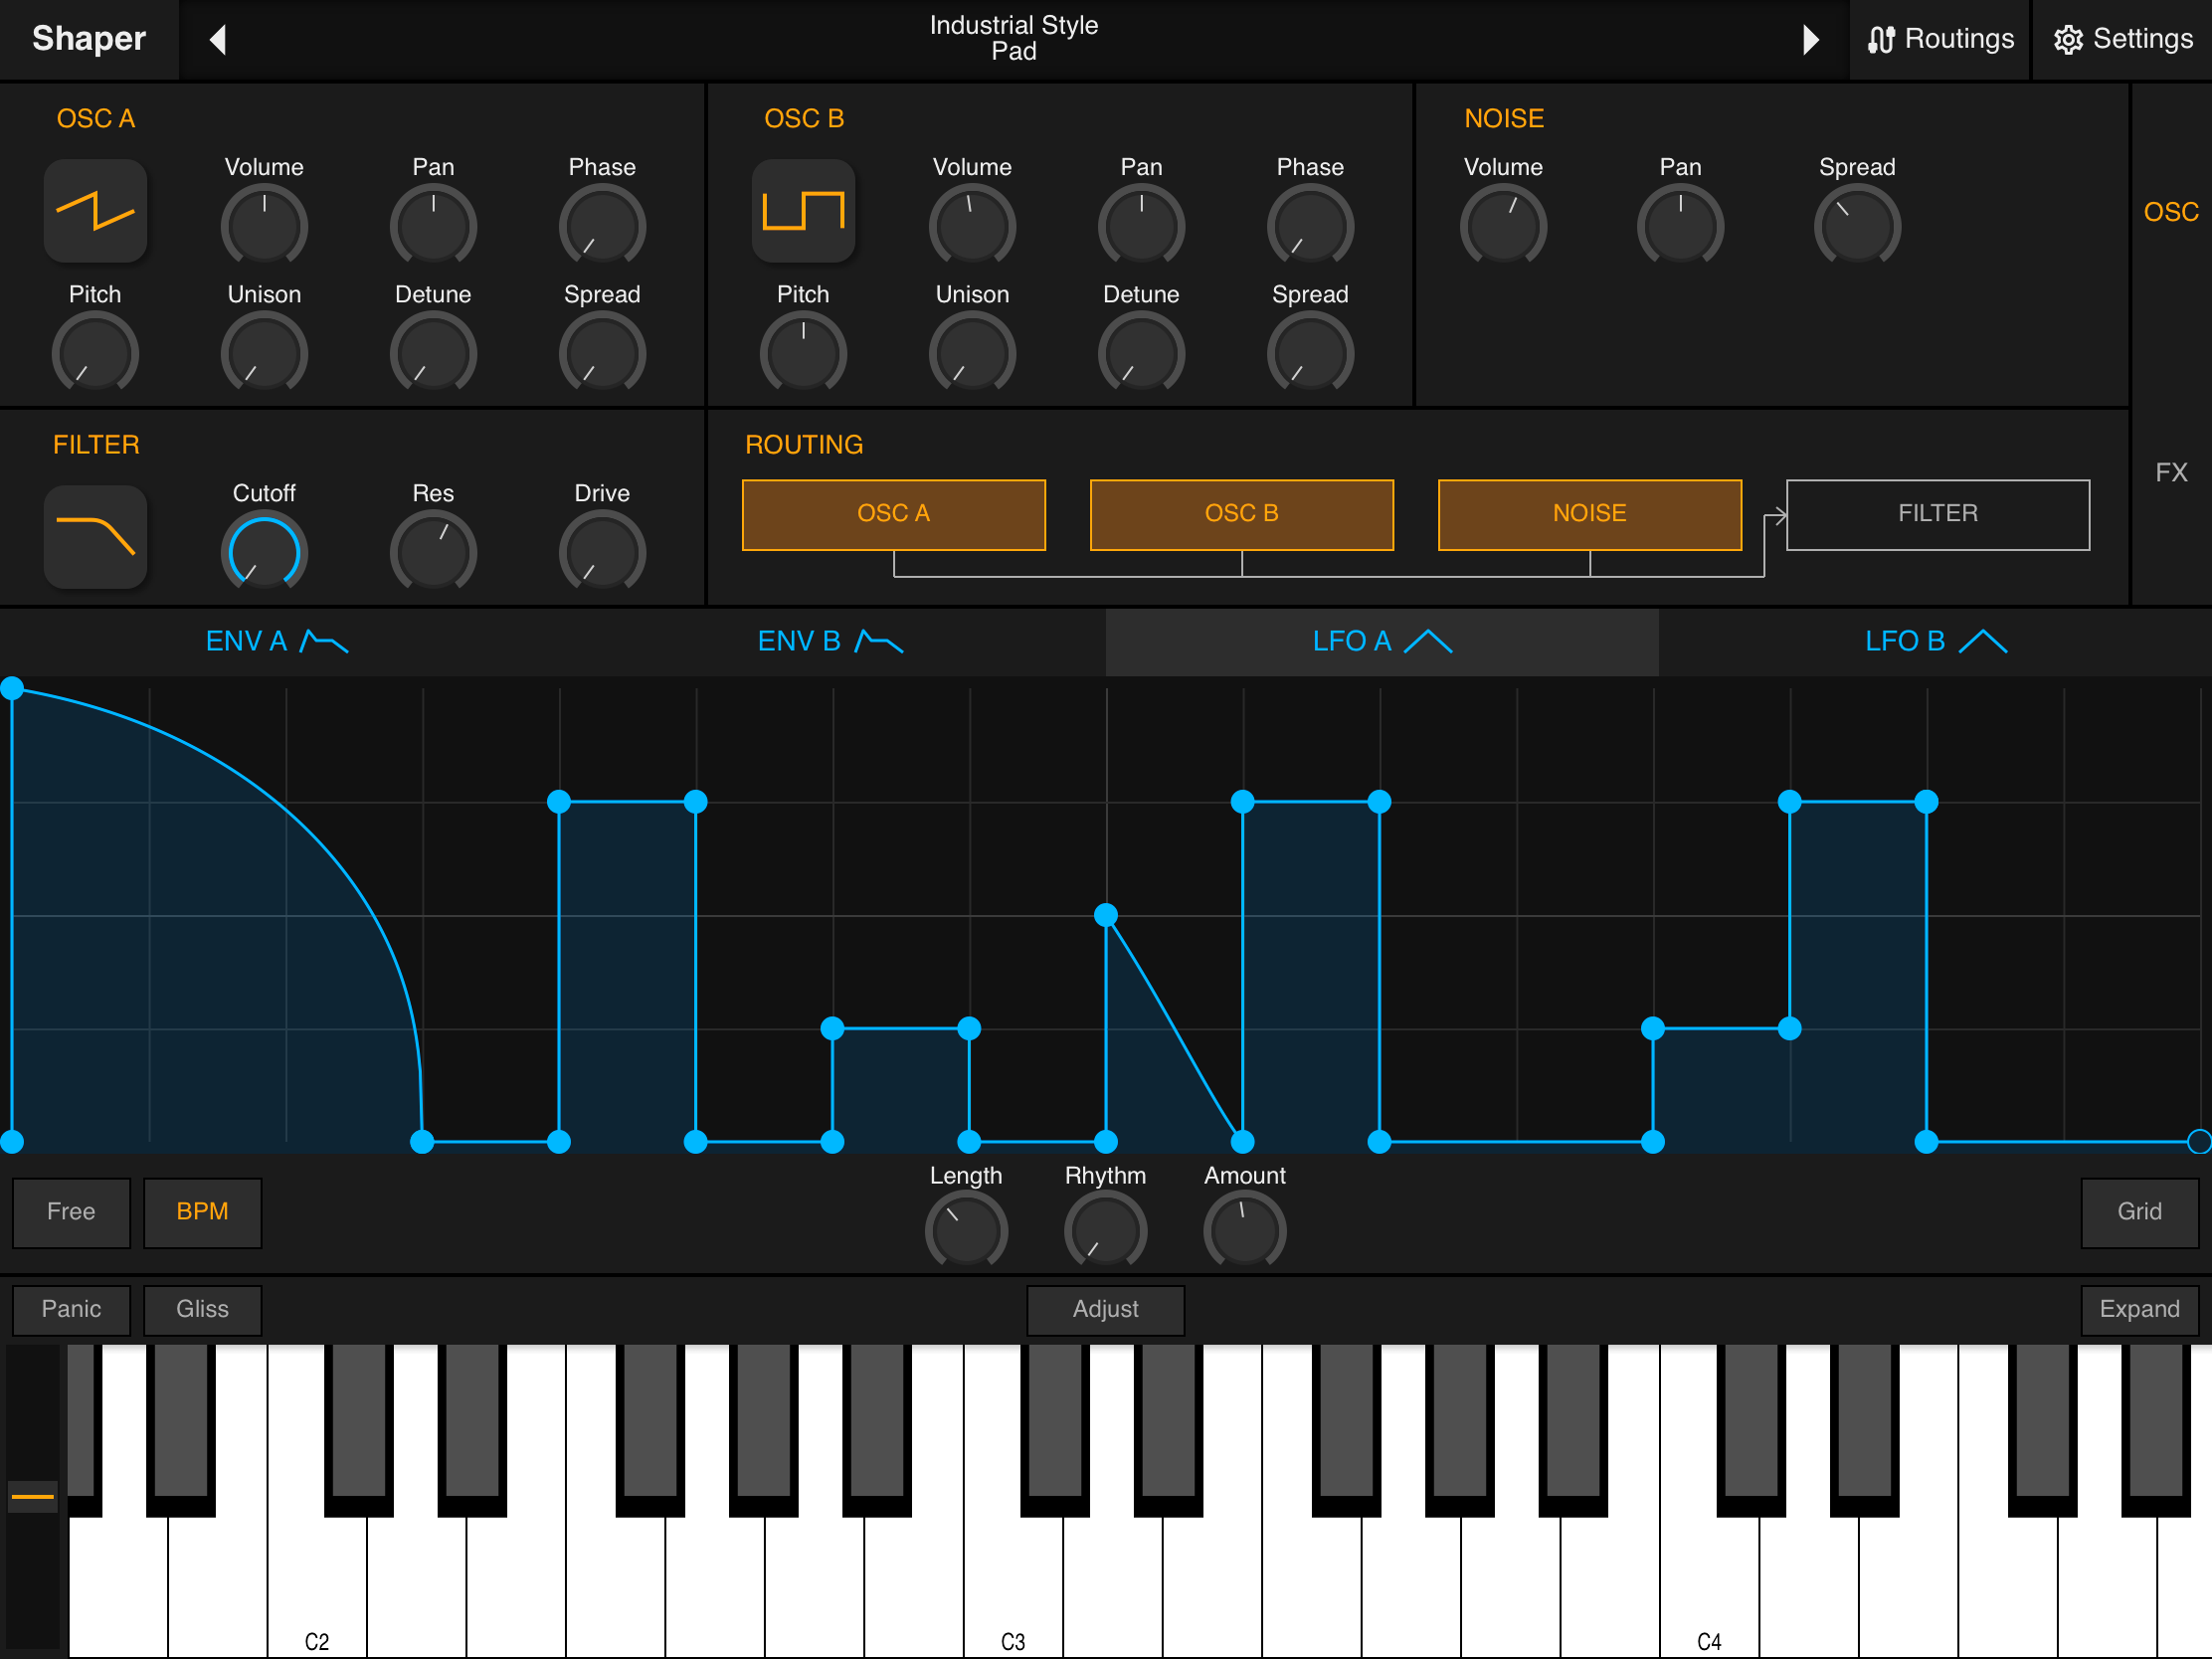 Shaper
Industrial Style
Pad
Routings
Settings
OSC A
Volume
Pan
Phase
Pitch
Unison
Detune
Spread
OSC B
Volume
Pan
Phase
Pitch
Unison
Detune
Spread
NOISE
Volume
Pan
Spread
OSC
FX
FILTER
Cutoff
Res
Drive
ROUTING
OSC A
OSC B
NOISE
FILTER
ENV A
ENV B
LFO A
LFO B
Free
BPM
Length
Rhythm
Amount
Grid
Panic
Gliss
Adjust
Expand
C2
C3
C4